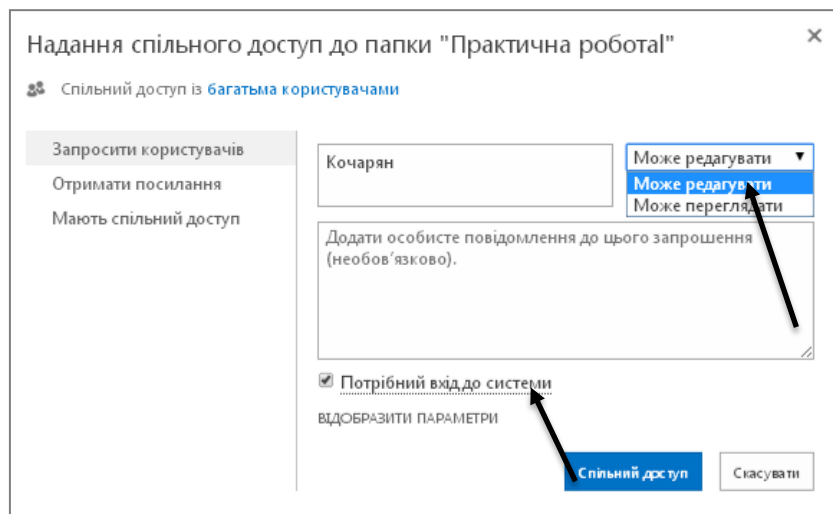 Надання спільного доступ до папки "Практична роботаl"
Спільний доступ із багатьма користувачами
Запросити користувачів
Отримати посилання
Мають спільний доступ
Кочарян
Може редагувати
Може редагувати
Може переглядати
Додати особисте повідомлення до цього запрошення
(необов'язково).
Потрібний вхід до системи
ВІДОБРАЗИТИ ПАРАМЕТРИ
Спільний доступ
Скасувати